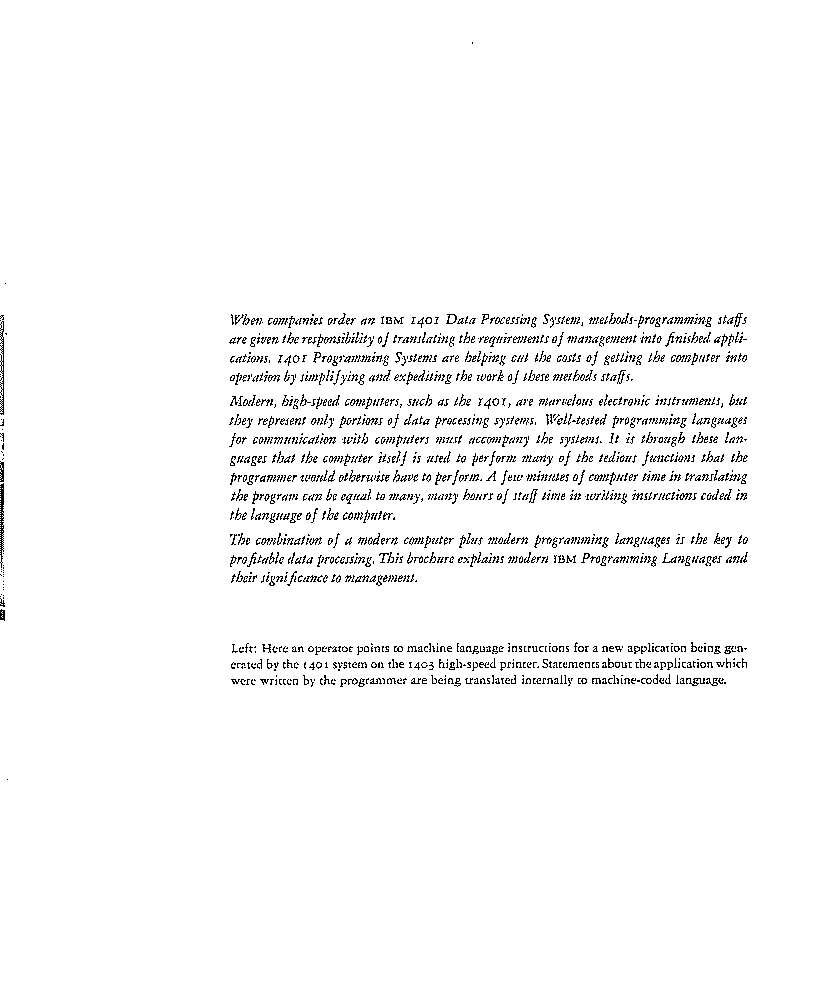 When companies order an IBM 1401 Data Processing System, methods-programming staffs
are given the responsibility of translating the requirements of management into finished appli-
cations. 1401 Programming Systems are helping cut the costs of getting the computer into
operation by simplifying and expediting the work of these methods staffs.
Modern, high-speed computers, such as the 1401, are marvelous electronic instruments, but
they represent only portions of data processing systems. Well-tested programming languages
for communication with computers must accompany the systems. It is through these lan-
guages that the computer itself is used to perform many of the tedious functions that the
programmer would otherwise have to perform. A few minutes of computer time in translating
the program can be equal to many, many hours of staff time in writing instructions coded in
the language of the computer.
The combination of a modern computer plus modern programming languages is the key to
profitable data processing. This brochure explains modern IBM Programming Languages and
their significance to management.
Left: Here an operator points to machine language instructions for a new application being gen-
erated by the 1401 system on the 1403 high-speed printer. Statements about the application which
were written by the programmer are being translated internally to machine-coded language.